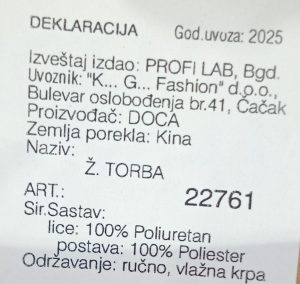 DEKLARACIJA God.uvoza: 2025
Izveštaj izdao: PROFI LAB, Bgd.
Uvoznik: "K... G... Fashion" d.o.o.,
Bulevar oslobođenja br.41, Čačak
Proizvođač: DOCA
Zemlja porekla: Kina
Naziv:
Ž. TORBA
ART.: 22761
Sir.Sastav:
lice: 100% Poliuretan
postava: 100% Poliester
Održavanje: ručno, vlažna krpa